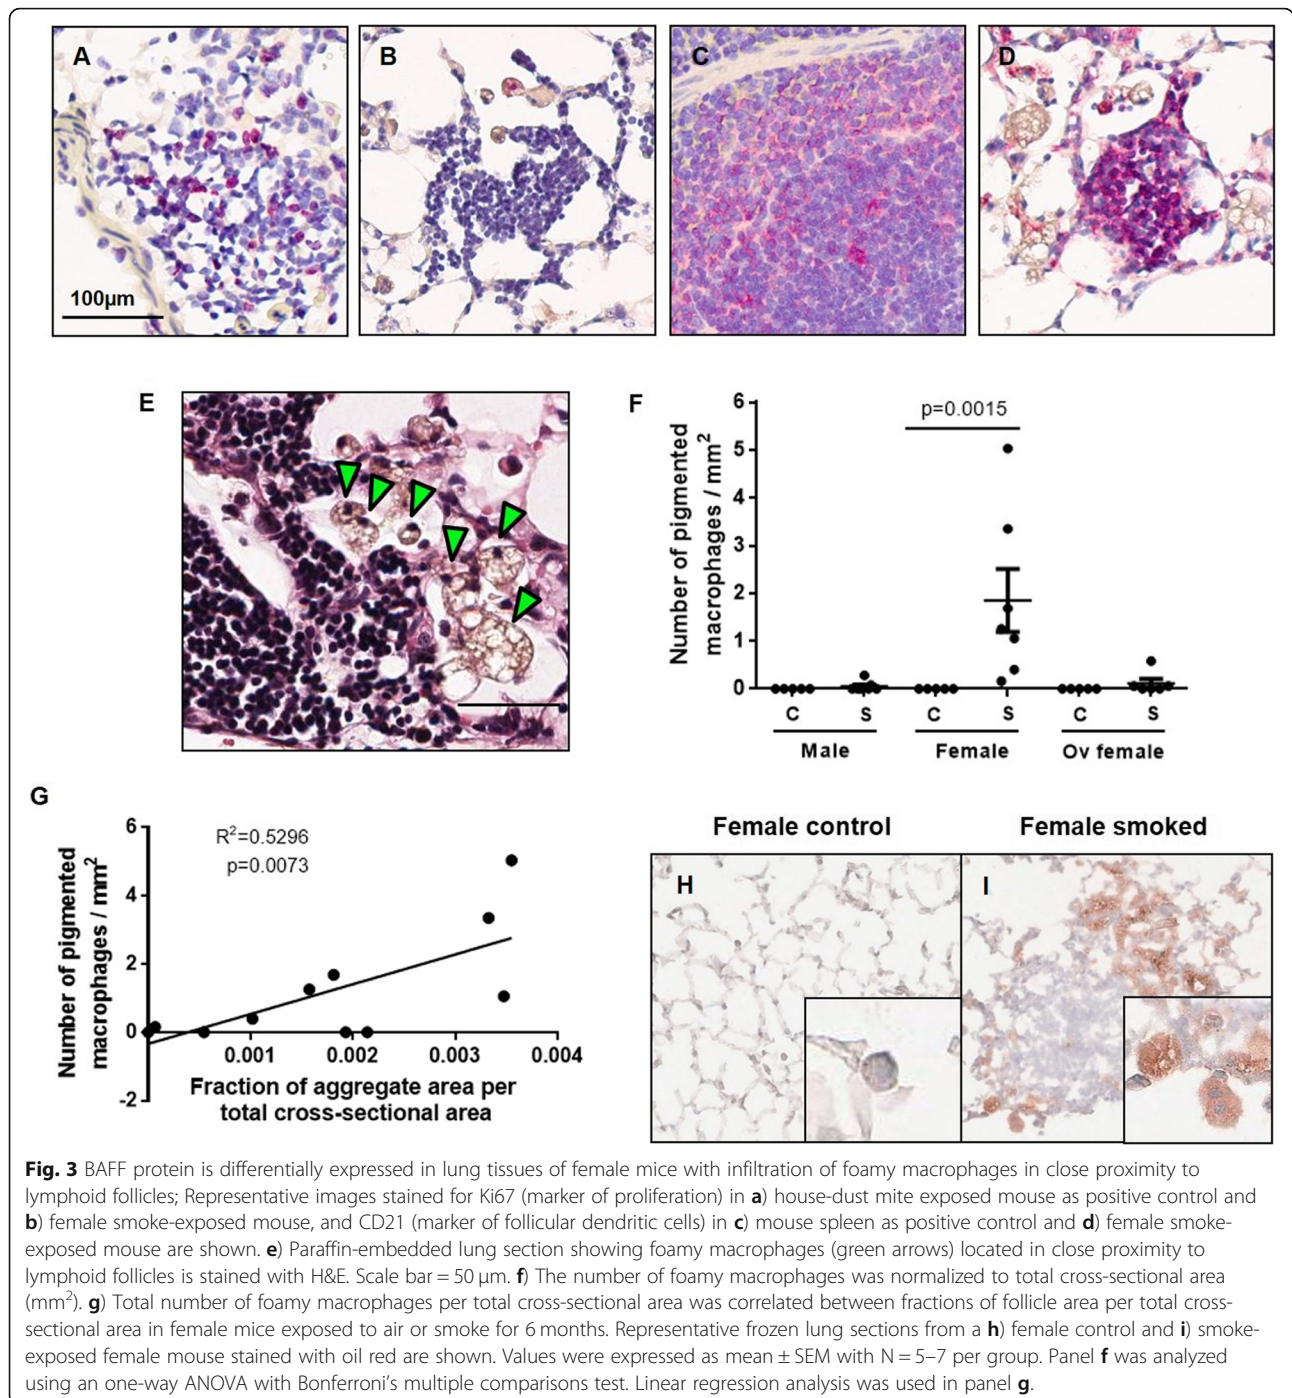 A
B
C
D
100µm
E
F
Number of pigmented
macrophages / mm²
6
5
4
3
2
1
0
p=0.0015
C
S
C
S
C
S
Male
Female
Ov female
G
Number of pigmented
macrophages / mm²
6
4
2
0
-2
R²=0.5296
p=0.0073
0.001
0.002
0.003
0.004
Fraction of aggregate area per
total cross-sectional area
Female control
Female smoked
H
I
Fig. 3 BAFF protein is differentially expressed in lung tissues of female mice with infiltration of foamy macrophages in close proximity to
lymphoid follicles; Representative images stained for Ki67 (marker of proliferation) in a) house-dust mite exposed mouse as positive control and
b) female smoke-exposed mouse, and CD21 (marker of follicular dendritic cells) in c) mouse spleen as positive control and d) female smoke-
exposed mouse are shown. e) Paraffin-embedded lung section showing foamy macrophages (green arrows) located in close proximity to
lymphoid follicles is stained with H&E. Scale bar = 50 µm. f) The number of foamy macrophages was normalized to total cross-sectional area
(mm²). g) Total number of foamy macrophages per total cross-sectional area was correlated between fractions of follicle area per total cross-
sectional area in female mice exposed to air or smoke for 6 months. Representative frozen lung sections from a h) female control and i) smoke-
exposed female mouse stained with oil red are shown. Values were expressed as mean ± SEM with N = 5–7 per group. Panel f was analyzed
using an one-way ANOVA with Bonferroni's multiple comparisons test. Linear regression analysis was used in panel g.